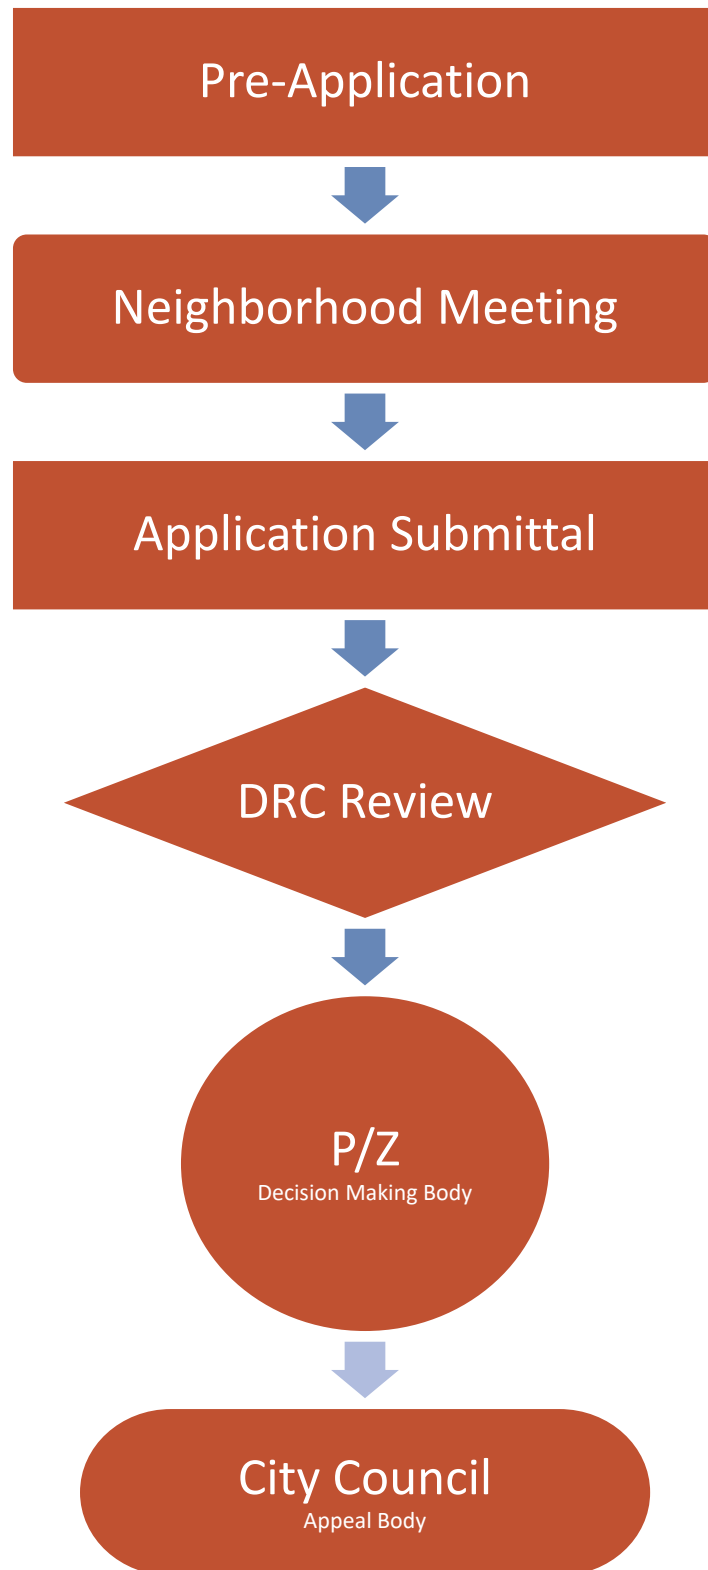 Pre-Application
Neighborhood Meeting
Application Submittal
DRC Review
P/Z
Decision Making Body
City Council
Appeal Body